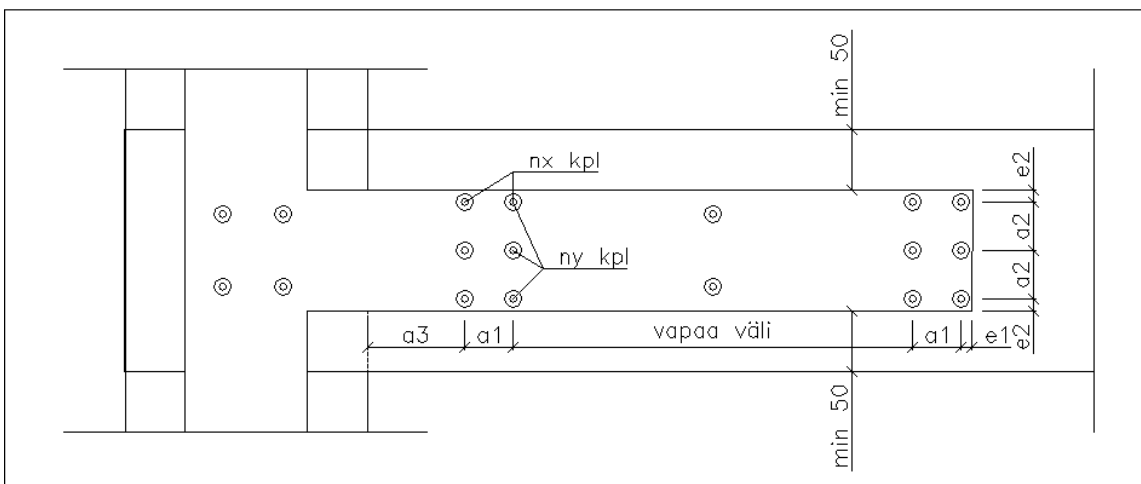 min 50
nx kpl
e2
a2
ny kpl
a2
vapaa väli
a3
a1
a1
e1
e2
min 50